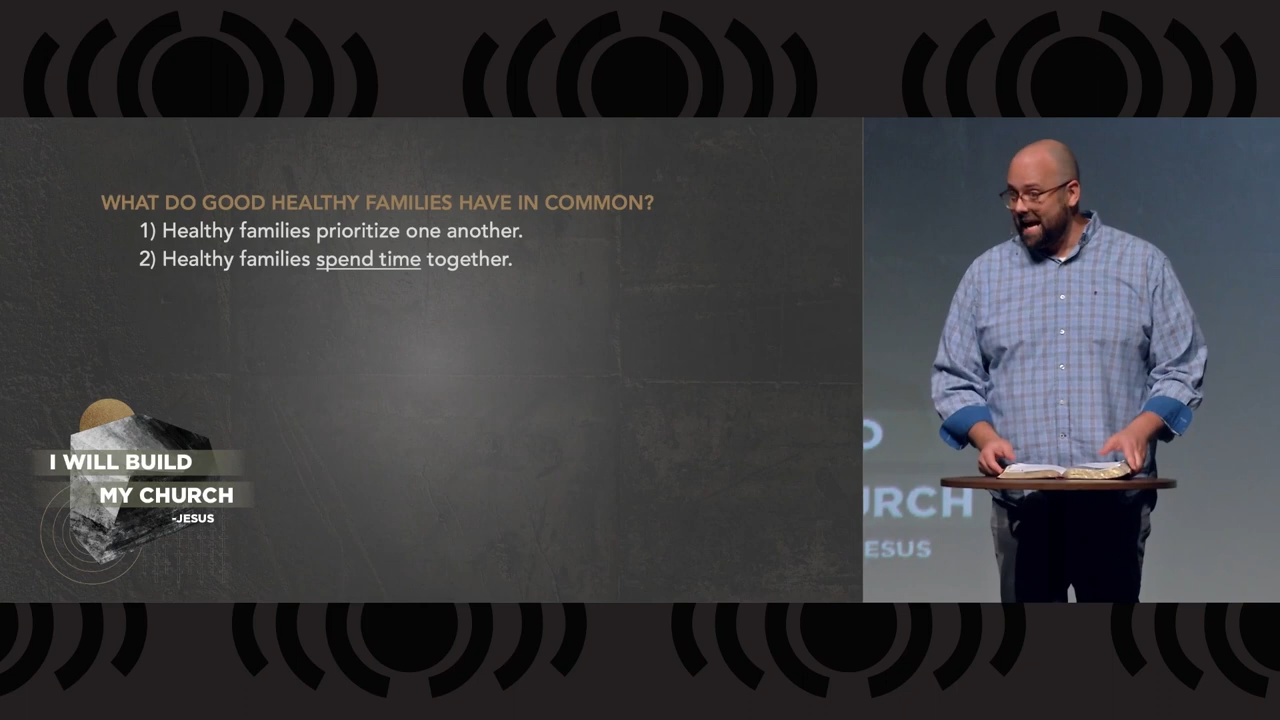 WHAT DO GOOD HEALTHY FAMILIES HAVE IN COMMON?
1) Healthy families prioritize one another.
2) Healthy families spend time together.
I WILL BUILD
MY CHURCH
-JESUS
URCH
ESUS